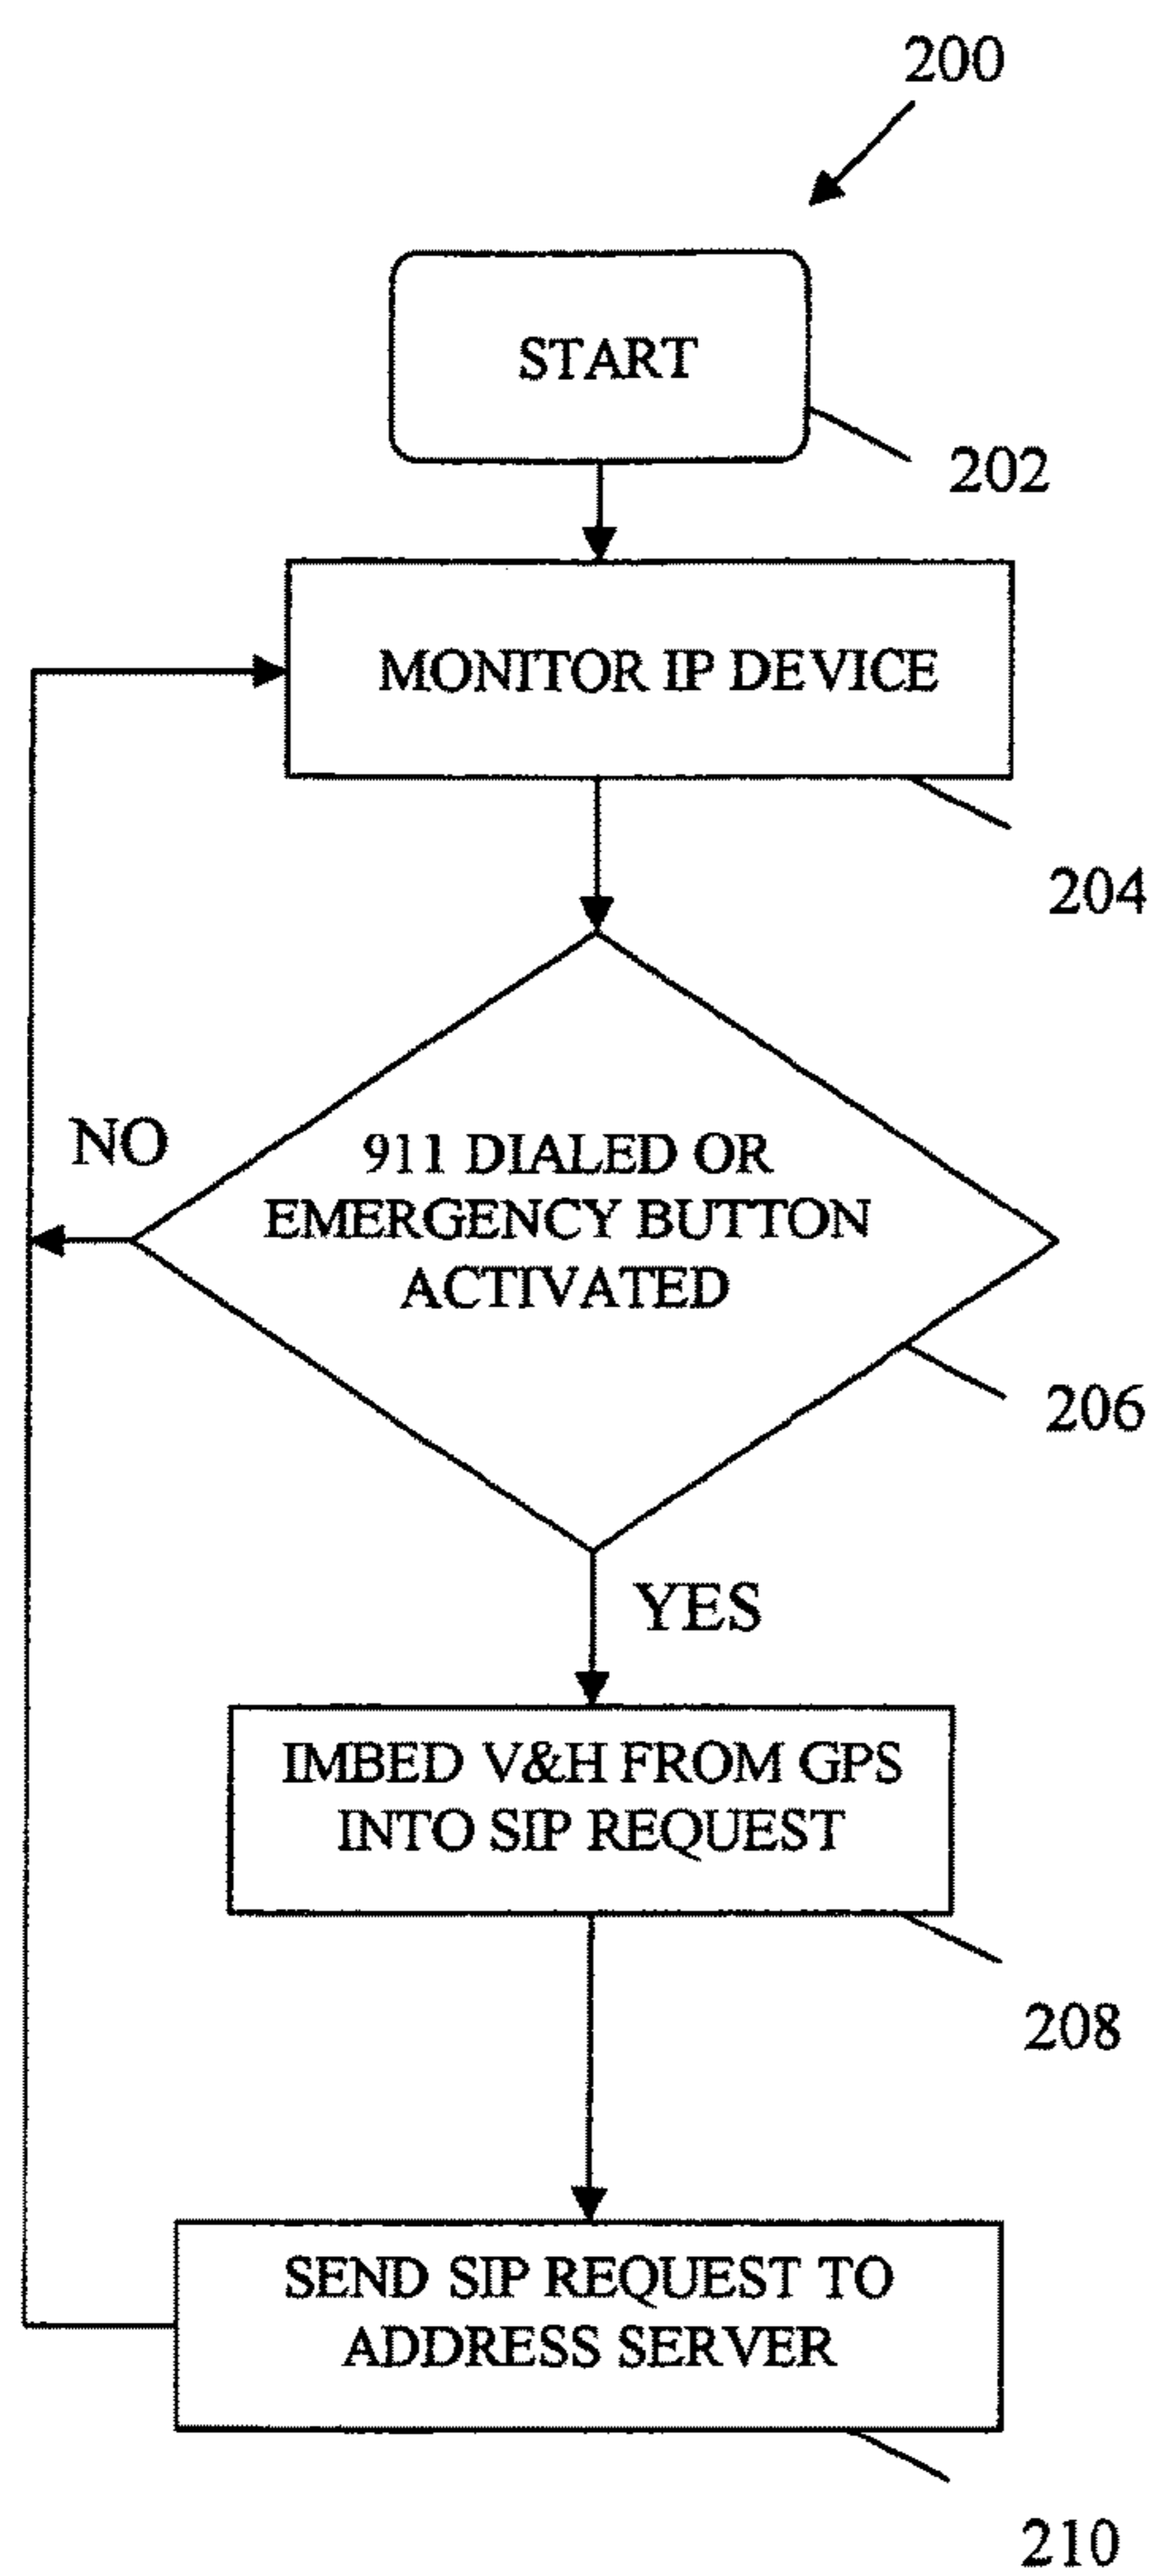 200
START
202
MONITOR IP DEVICE
204
NO
911 DIALED OR
EMERGENCY BUTTON
ACTIVATED
206
YES
IMBED V&H FROM GPS
INTO SIP REQUEST
208
SEND SIP REQUEST TO
ADDRESS SERVER
210